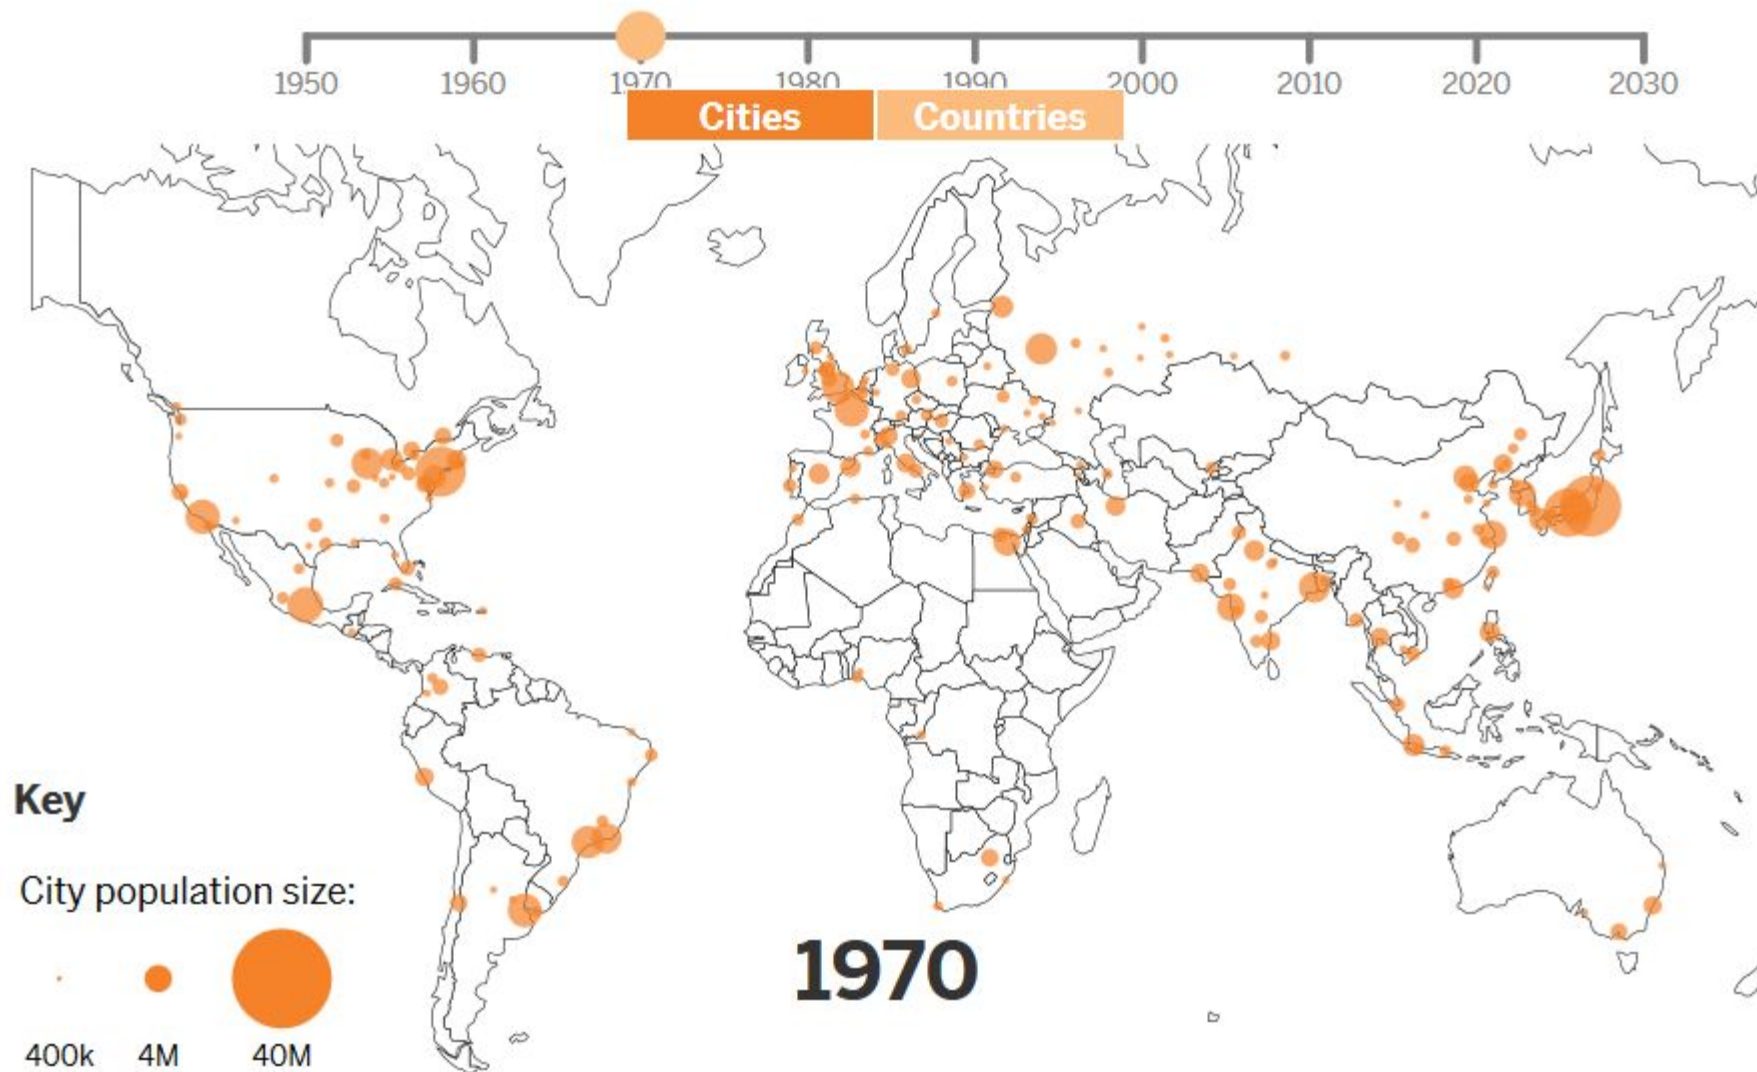 1950 1960 1970 1980 1990 2000 2010 2020 2030
Cities Countries
Key
City population size:
400k 4M 40M
1970